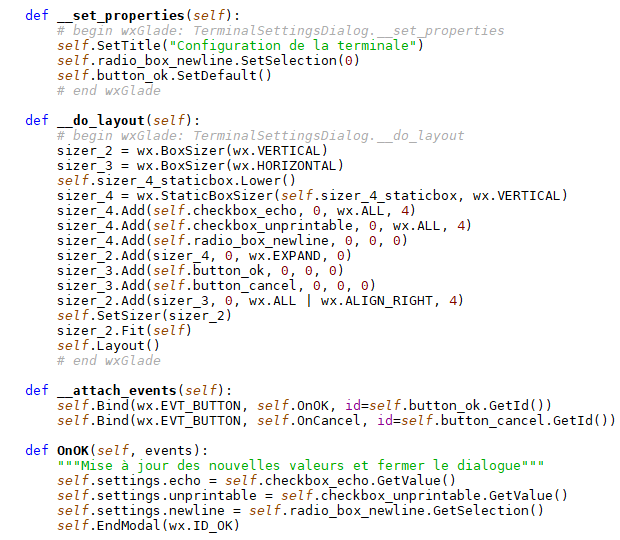 def __set_properties(self):
# begin wxGlade: TerminalSettingsDialog.__set_properties
self.SetTitle("Configuration de la terminale")
self.radio_box_newline.SetSelection(0)
self.button_ok.SetDefault()
# end wxGlade
def __do_layout(self):
# begin wxGlade: TerminalSettingsDialog.__do_layout
sizer_2 = wx.BoxSizer(wx.VERTICAL)
sizer_3 = wx.BoxSizer(wx.HORIZONTAL)
self.sizer_4_staticbox.Lower()
sizer_4 = wx.StaticBoxSizer(self.sizer_4_staticbox, wx.VERTICAL)
sizer_4.Add(self.checkbox_echo, 0, wx.ALL, 4)
sizer_4.Add(self.checkbox_unprintable, 0, wx.ALL, 4)
sizer_4.Add(self.radio_box_newline, 0, 0, 0)
sizer_2.Add(sizer_4, 0, wx.EXPAND, 0)
sizer_3.Add(self.button_ok, 0, 0, 0)
sizer_3.Add(self.button_cancel, 0, 0, 0)
sizer_2.Add(sizer_3, 0, wx.ALL | wx.ALIGN_RIGHT, 4)
self.SetSizer(sizer_2)
sizer_2.Fit(self)
self.Layout()
# end wxGlade
def __attach_events(self):
self.Bind(wx.EVT_BUTTON, self.OnOK, id=self.button_ok.GetId())
self.Bind(wx.EVT_BUTTON, self.OnCancel, id=self.button_cancel.GetId())
def OnOK(self, events):
"""Mise à jour des nouvelles valeurs et fermer le dialogue"""
self.settings.echo = self.checkbox_echo.GetValue()
self.settings.unprintable = self.checkbox_unprintable.GetValue()
self.settings.newline = self.radio_box_newline.GetSelection()
self.EndModal(wx.ID_OK)